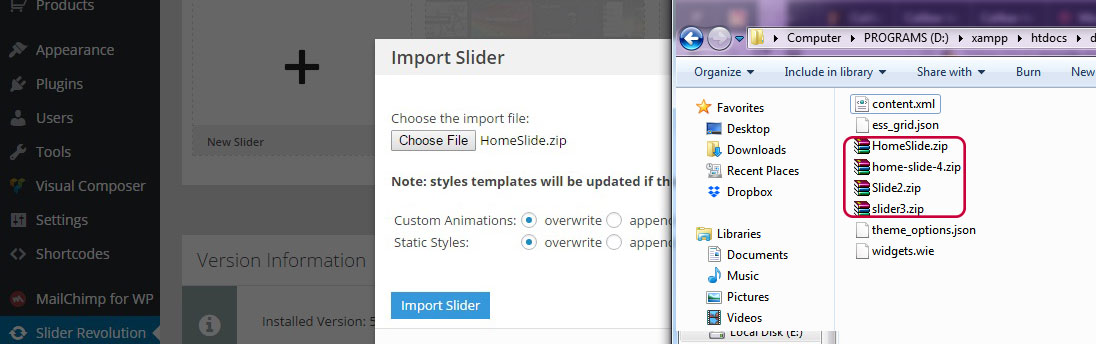 Products
Appearance
Plugins
Users
Tools
Visual Composer
Settings
Shortcodes
MailChimp for WP
Slider Revolution
New Slider
Version Information
Installed Version: 5
Import Slider
Choose the import file:
Choose File HomeSlide.zip
Note: styles templates will be updated if th
Custom Animations: overwrite append
Static Styles: overwrite append
Import Slider
Computer PROGRAMS (D:) xampp htdocs d
Organize Include in library Share with Burn New
Favorites
Desktop
Downloads
Recent Places
Dropbox
Libraries
Documents
Music
Pictures
Videos
Local Disk (E:)
content.xml
ess_grid.json
HomeSlide.zip
home-slide-4.zip
Slide2.zip
slider3.zip
theme_options.json
widgets.wie